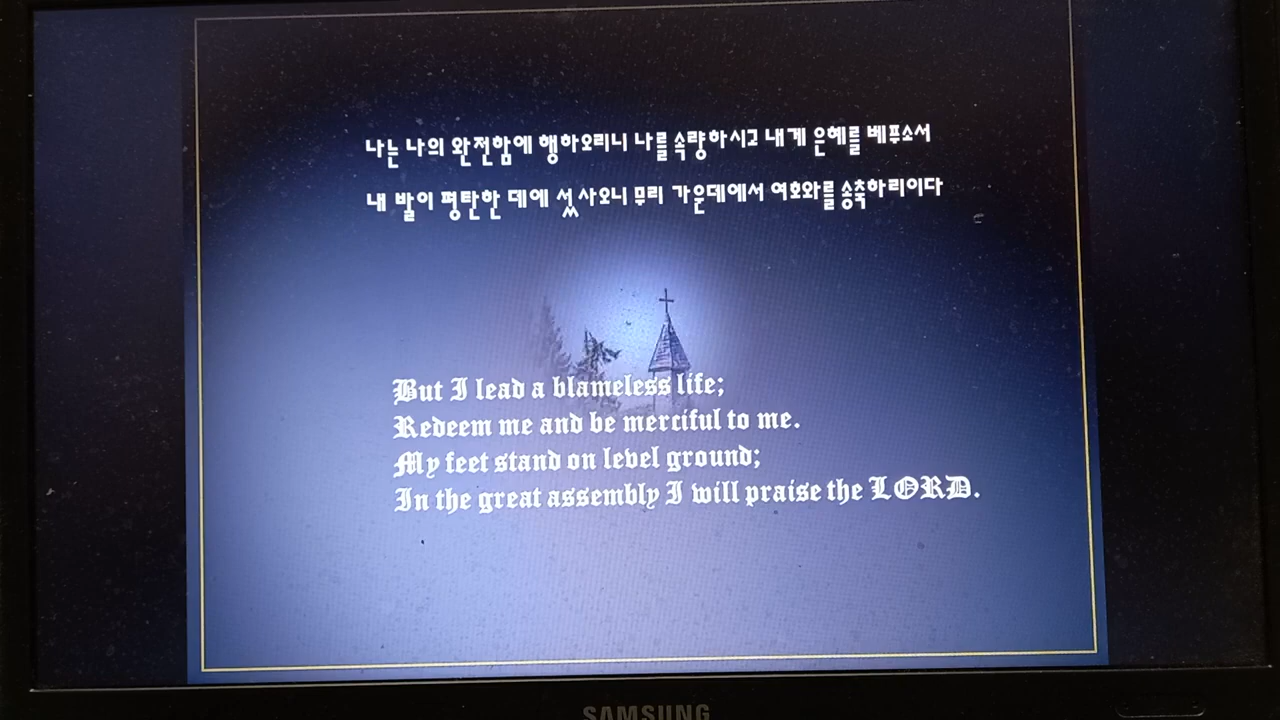 나는 나의 완전함에 행하오리니 나를 속량하시고 내게 은혜를 베푸소서
내 발이 평탄한 데에 섰사오니 무리 가운데에서 여호와를 송축하리이다
But I lead a blameless life;
Redeem me and be merciful to me.
My feet stand on level ground;
In the great assembly I will praise the LORD.
SAMSUNG